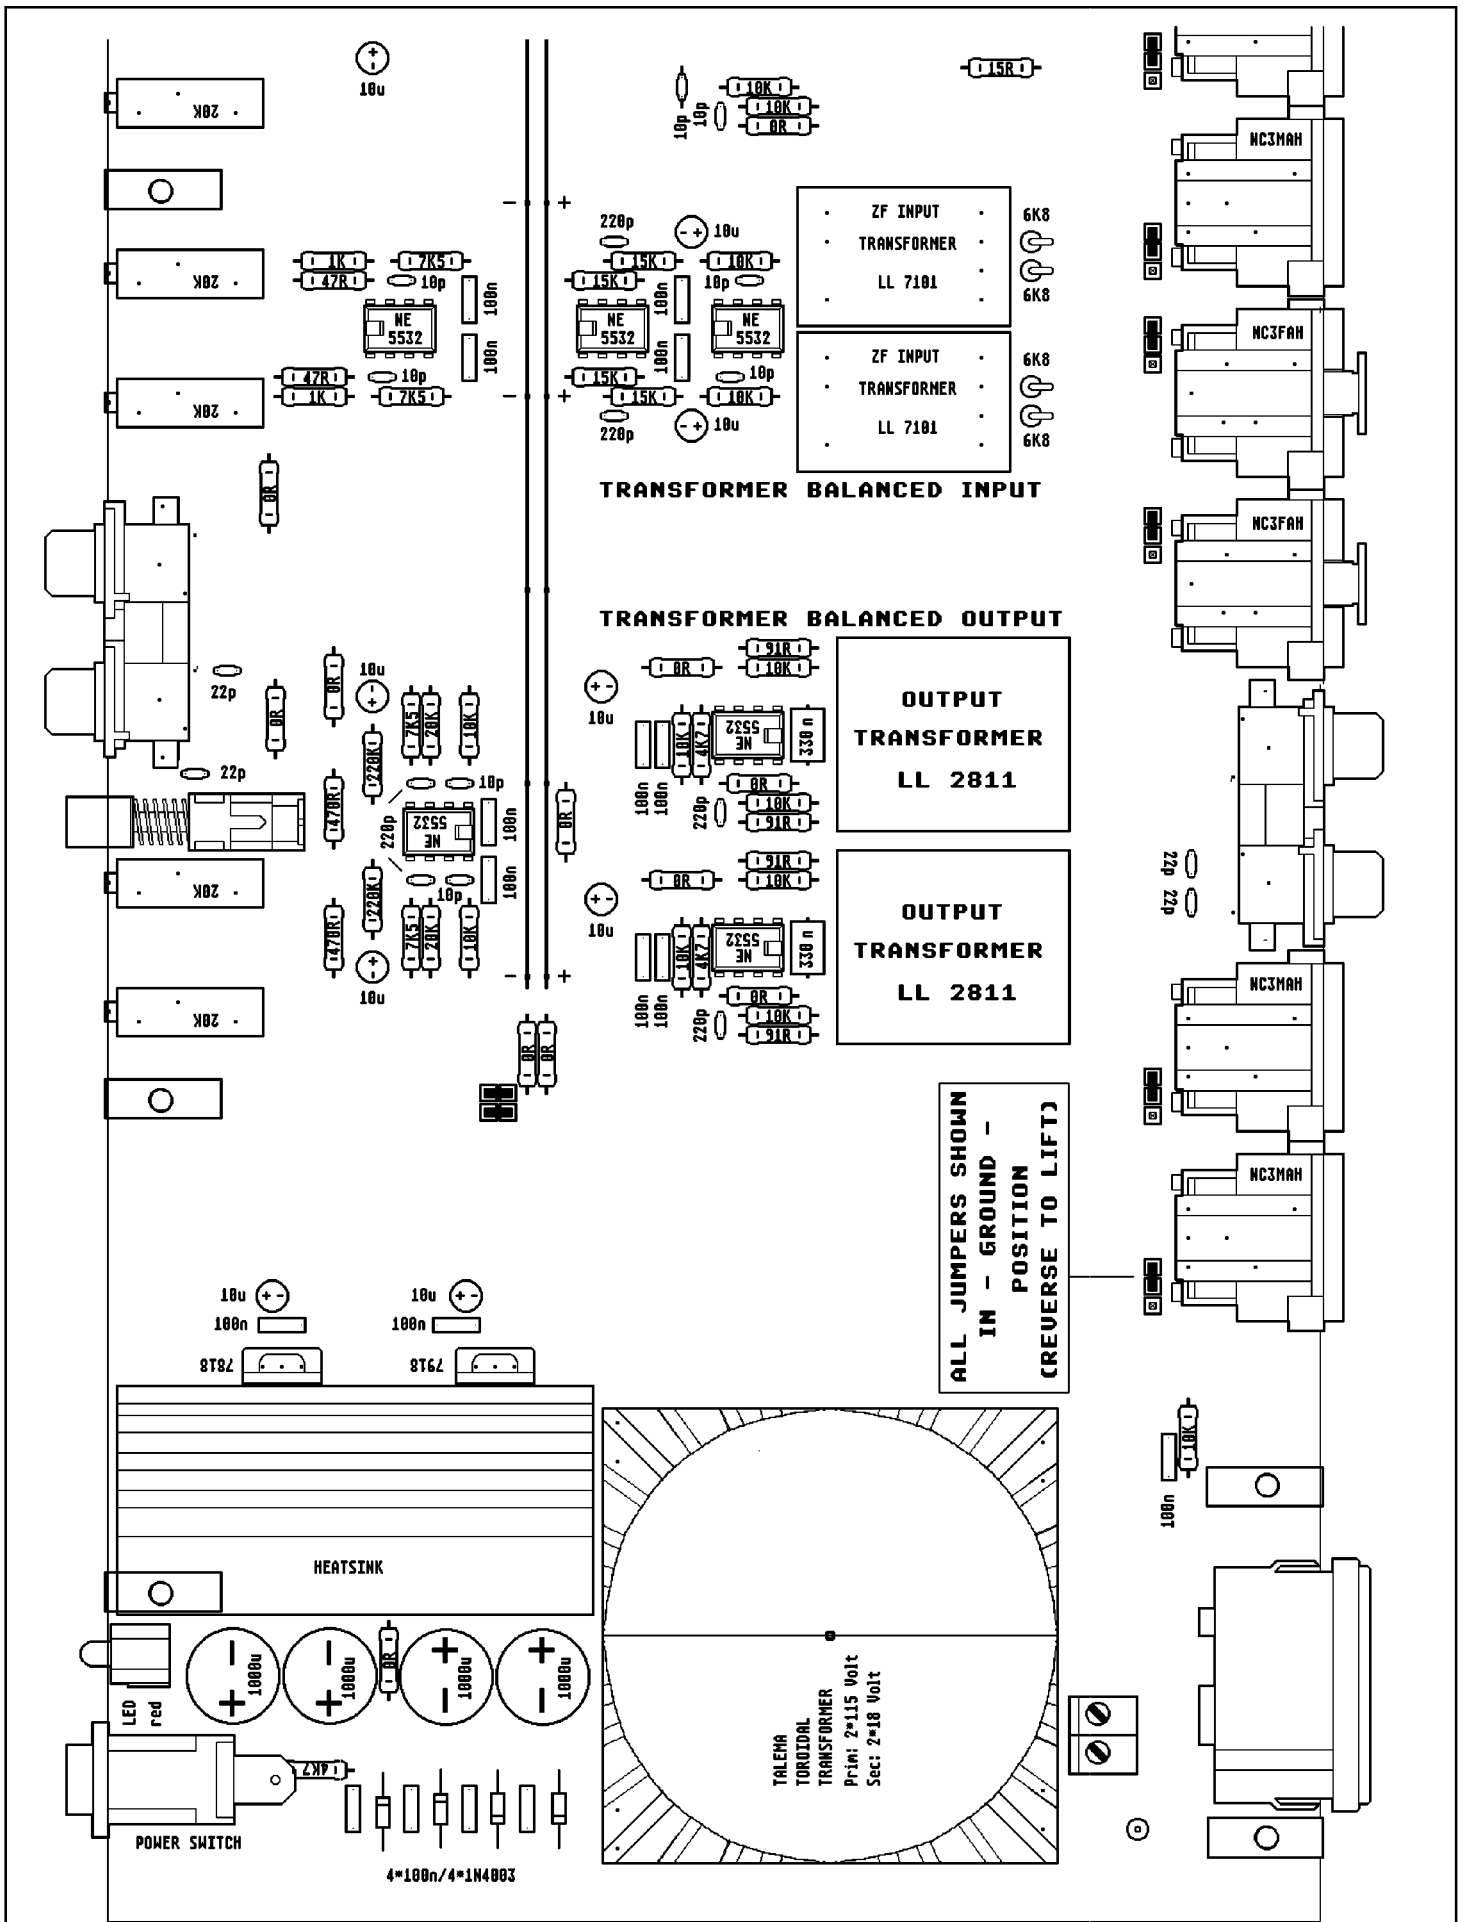 10u
20K
10p
10p
10K
10K
0R
15R
NC3MAH
- +
220p
10u
ZF INPUT
TRANSFORMER
LL 7101
6K8
6K8
20K
1K
7K5
47R
10p
100n
NE
5532
100n
15K
10K
15K
10p
100n
NE
5532
NE
5532
100n
ZF INPUT
TRANSFORMER
LL 7101
6K8
6K8
NC3FAH
47R
10p
1K
7K5
20K
- +
15K
10p
15K
10K
220p
10u
0R
TRANSFORMER BALANCED INPUT
NC3FAH
TRANSFORMER BALANCED OUTPUT
22p
0R
0R
10u
7K5
20K
10K
220K
22p
470R
10p
220p
NE
5532
100n
100n
0R
10p
220K
20K
470R
7K5
20K
10K
10u
- +
20K
0R
91R
10K
10u
100n
100n
10K
4K7
NE
5532
330 n
0R
10K
91R
220p
OUTPUT
TRANSFORMER
LL 2811
0R
91R
10K
10u
100n
100n
10K
4K7
NE
5532
330 n
0R
10K
91R
220p
OUTPUT
TRANSFORMER
LL 2811
22p
22p
NC3MAH
0R
0R
NC3MAH
ALL JUMPERS SHOWN
IN - GROUND -
POSITION
(REVERSE TO LIFT)
10u
100n
7818
10u
100n
7918
10K
100n
HEATSINK
LED
red
1000u
1000u
0R
1000u
1000u
4K7
POWER SWITCH
4*100n/4*1N4003
TALEMA
TOROIDAL
TRANSFORMER
Prim: 2*115 Volt
Sec: 2*18 Volt